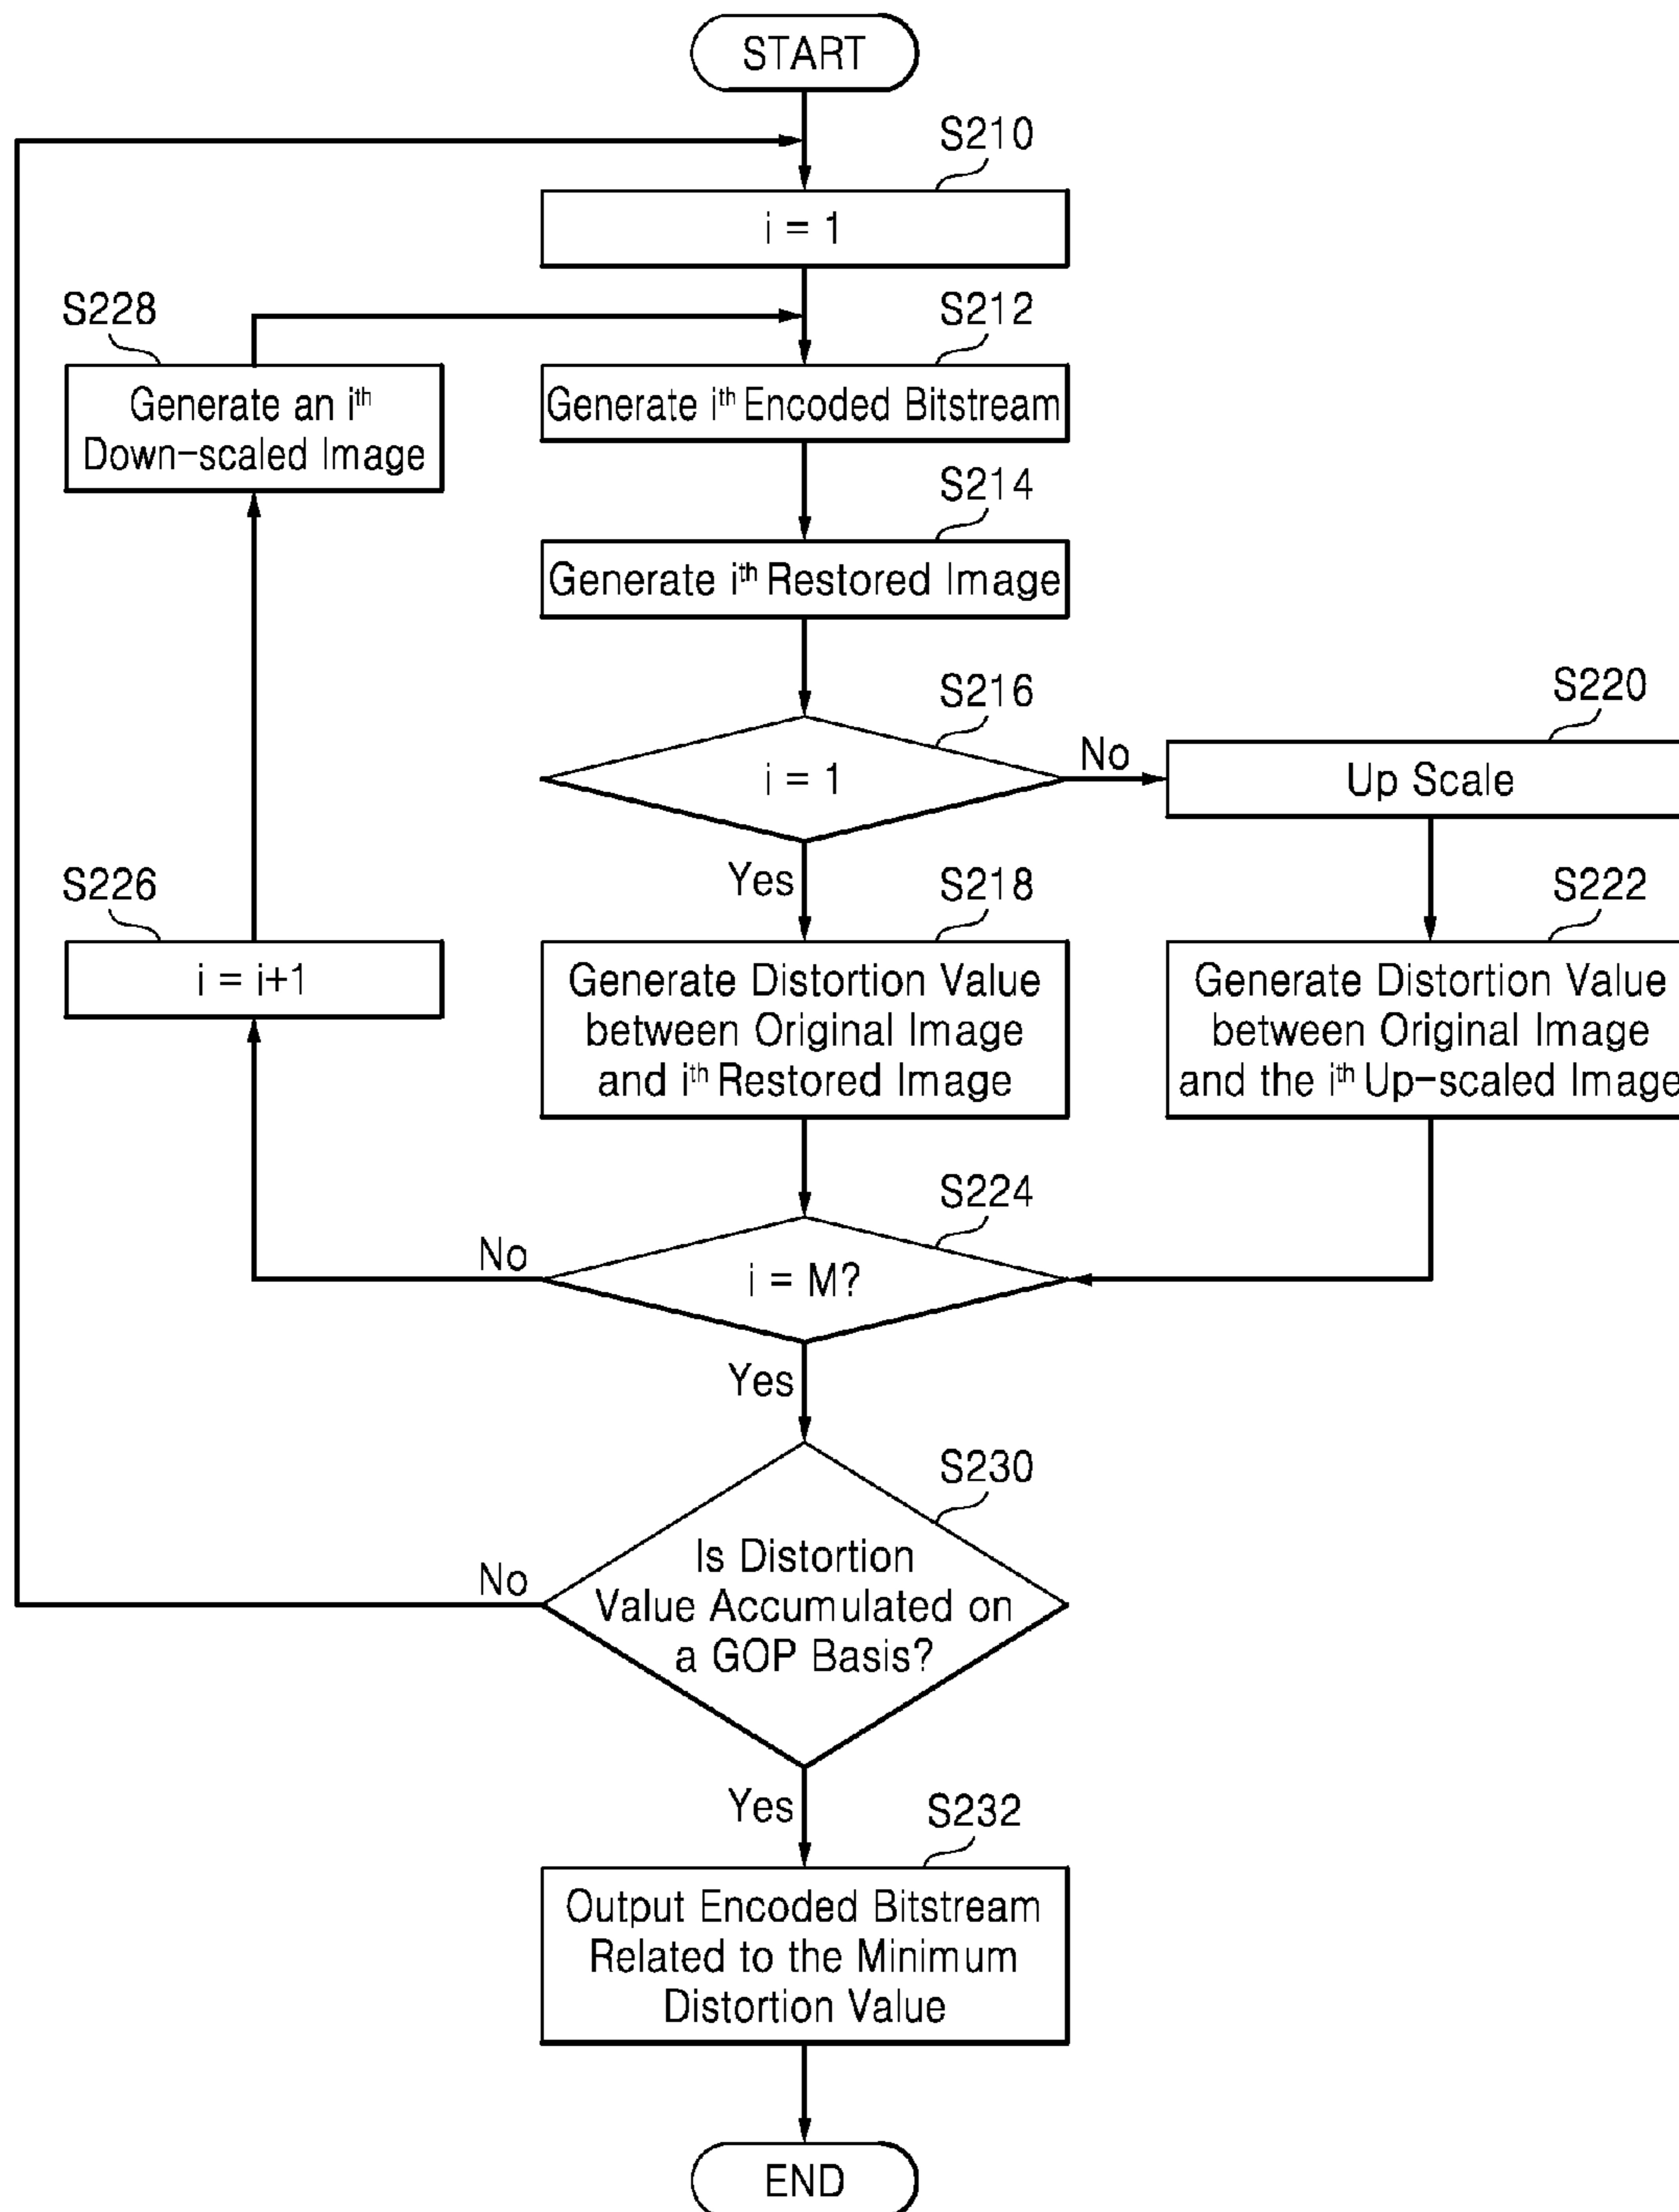 START
S210
i = 1
S228
S212
Generate an ith
Down-scaled Image
Generate ith Encoded Bitstream
S214
Generate ith Restored Image
S216
S220
i = 1
No
Up Scale
Yes
S226
S218
S222
i = i+1
Generate Distortion Value
between Original Image
and ith Restored Image
Generate Distortion Value
between Original Image
and the ith Up-scaled Image
S224
No
i = M?
Yes
S230
No
Is Distortion
Value Accumulated on
a GOP Basis?
Yes
S232
Output Encoded Bitstream
Related to the Minimum
Distortion Value
END